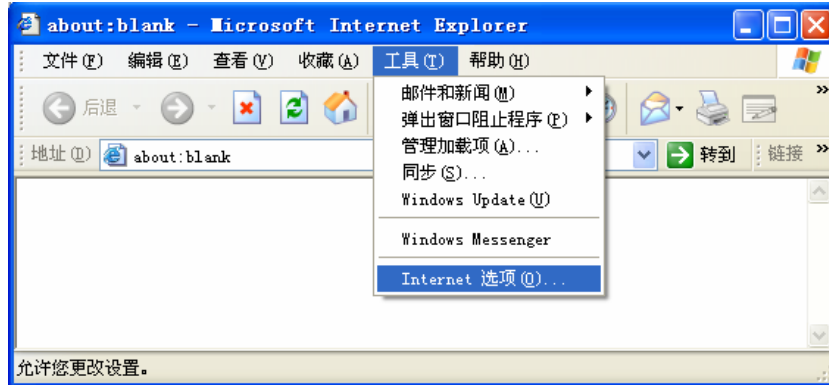 about:blank - Microsoft Internet Explorer
文件(F) 编辑(E) 查看(V) 收藏(A) 工具(T) 帮助(H)
后退
地址(D) about:blank 转到 链接 »
邮件和新闻(M)
弹出窗口阻止程序(P)
管理加载项(A)...
同步(S)...
Windows Update(U)
Windows Messenger
Internet 选项(O)...
允许您更改设置。